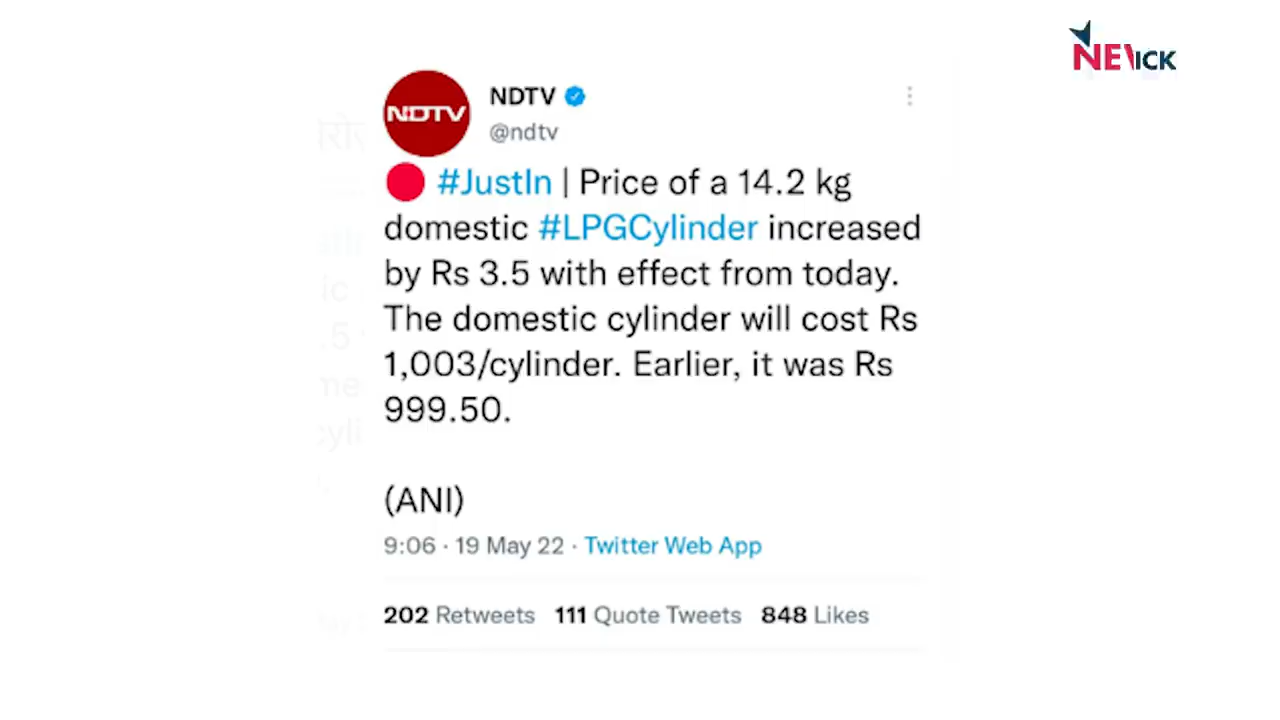 NEWICK
NDTV
NDTV
@ndtv
#JustIn | Price of a 14.2 kg
domestic #LPGCylinder increased
by Rs 3.5 with effect from today.
The domestic cylinder will cost Rs
1,003/cylinder. Earlier, it was Rs
999.50.
(ANI)
9:06 · 19 May 22 · Twitter Web App
202 Retweets 111 Quote Tweets 848 Likes